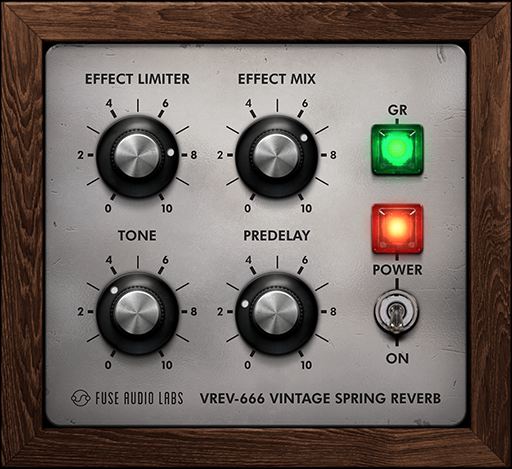 EFFECT LIMITER EFFECT MIX
4 6 4 6
GR
2 8 2 8
0 10 0 10
TONE PREDELAY
4 6 4 6
POWER
2 8 2 8
ON
0 10 0 10
FUSE AUDIO LABS VREV-666 VINTAGE SPRING REVERB